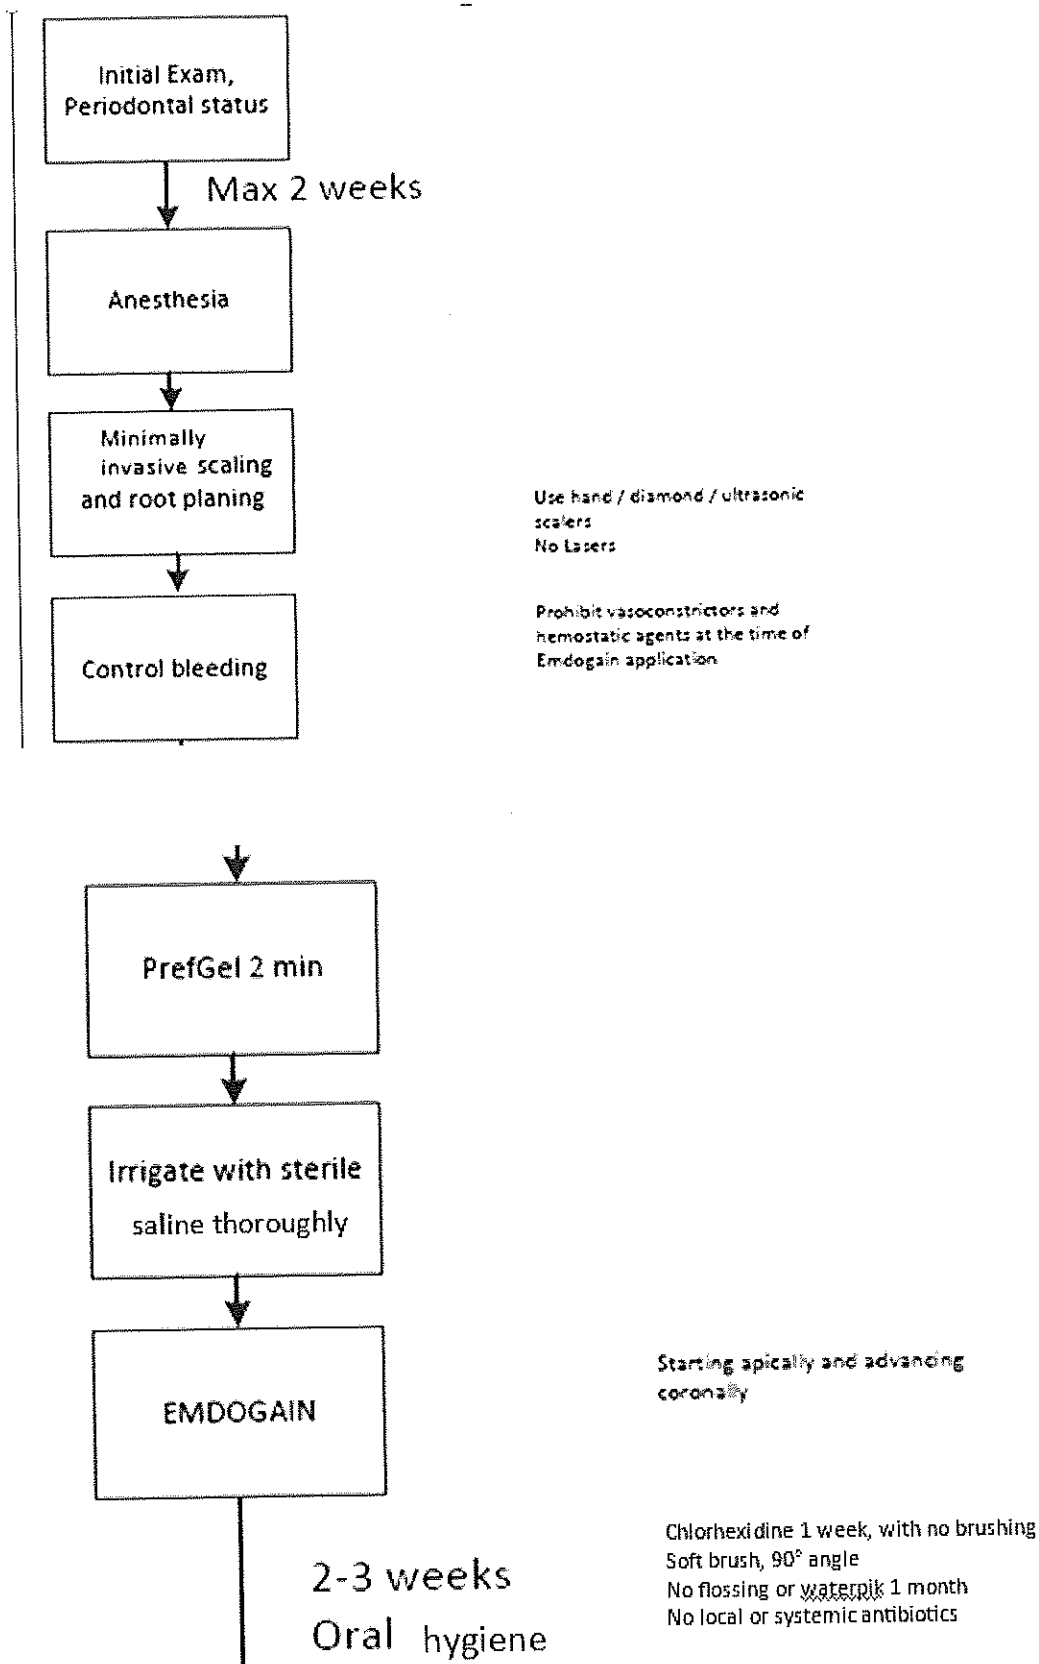 Initial Exam,
Periodontal status
Max 2 weeks
Anesthesia
Minimally
invasive scaling
and root planing
Use hand / diamond / ultrasonic
scalers
No Lasers
Control bleeding
Prohibit vasoconstrictors and
hemostatic agents at the time of
Emdogain application
PrefGel 2 min
Irrigate with sterile
saline thoroughly
EMDOGAIN
Starting apically and advancing
coronally
2-3 weeks
Oral hygiene
Chlorhexidine 1 week, with no brushing
Soft brush, 90° angle
No flossing or waterpik 1 month
No local or systemic antibiotics